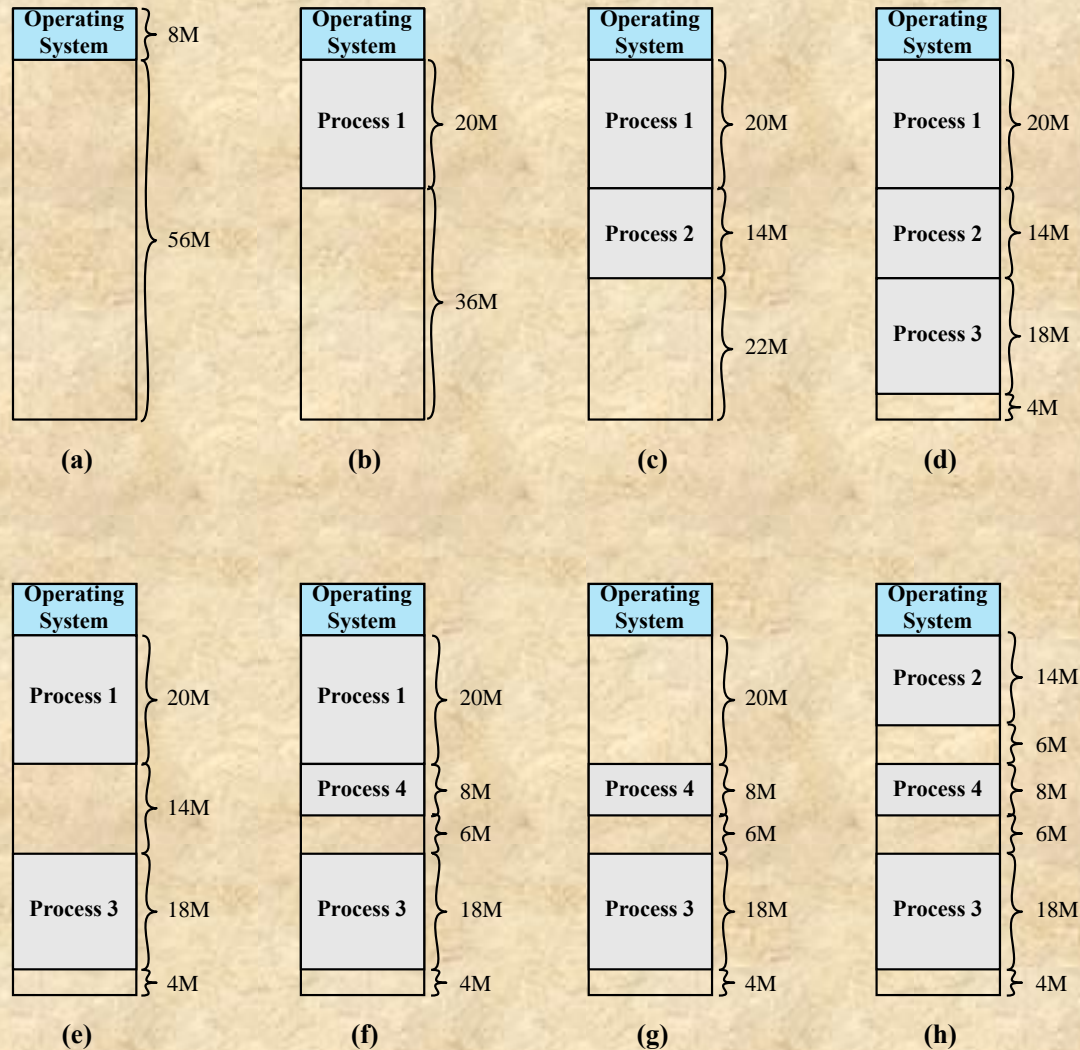 Operating
System
8M
56M
(a)
Operating
System
Process 1
20M
36M
(b)
Operating
System
Process 1
20M
Process 2
14M
22M
(c)
Operating
System
Process 1
20M
Process 2
14M
Process 3
18M
4M
(d)
Operating
System
Process 1
20M
14M
Process 3
18M
4M
(e)
Operating
System
Process 1
20M
Process 4
8M
6M
Process 3
18M
4M
(f)
Operating
System
20M
Process 4
8M
6M
Process 3
18M
4M
(g)
Operating
System
Process 2
14M
6M
Process 4
8M
6M
Process 3
18M
4M
(h)